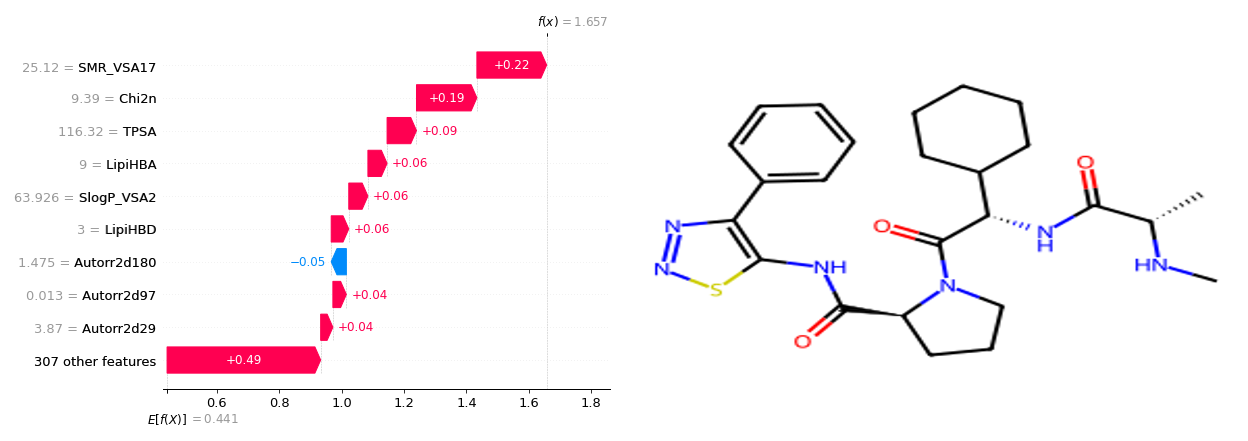 f(x) = 1.657
25.12 = SMR_VSA17
+0.22
9.39 = Chi2n
+0.19
116.32 = TPSA
+0.09
9 = LipiHBA
+0.06
63.926 = SlogP_VSA2
+0.06
3 = LipiHBD
+0.06
1.475 = Autorr2d180
−0.05
0.013 = Autorr2d97
+0.04
3.87 = Autorr2d29
+0.04
307 other features
+0.49
0.6 0.8 1.0 1.2 1.4 1.6 1.8
E[f(X)] = 0.441
O
N
O
N
H
HN
N
NH
N
S
O